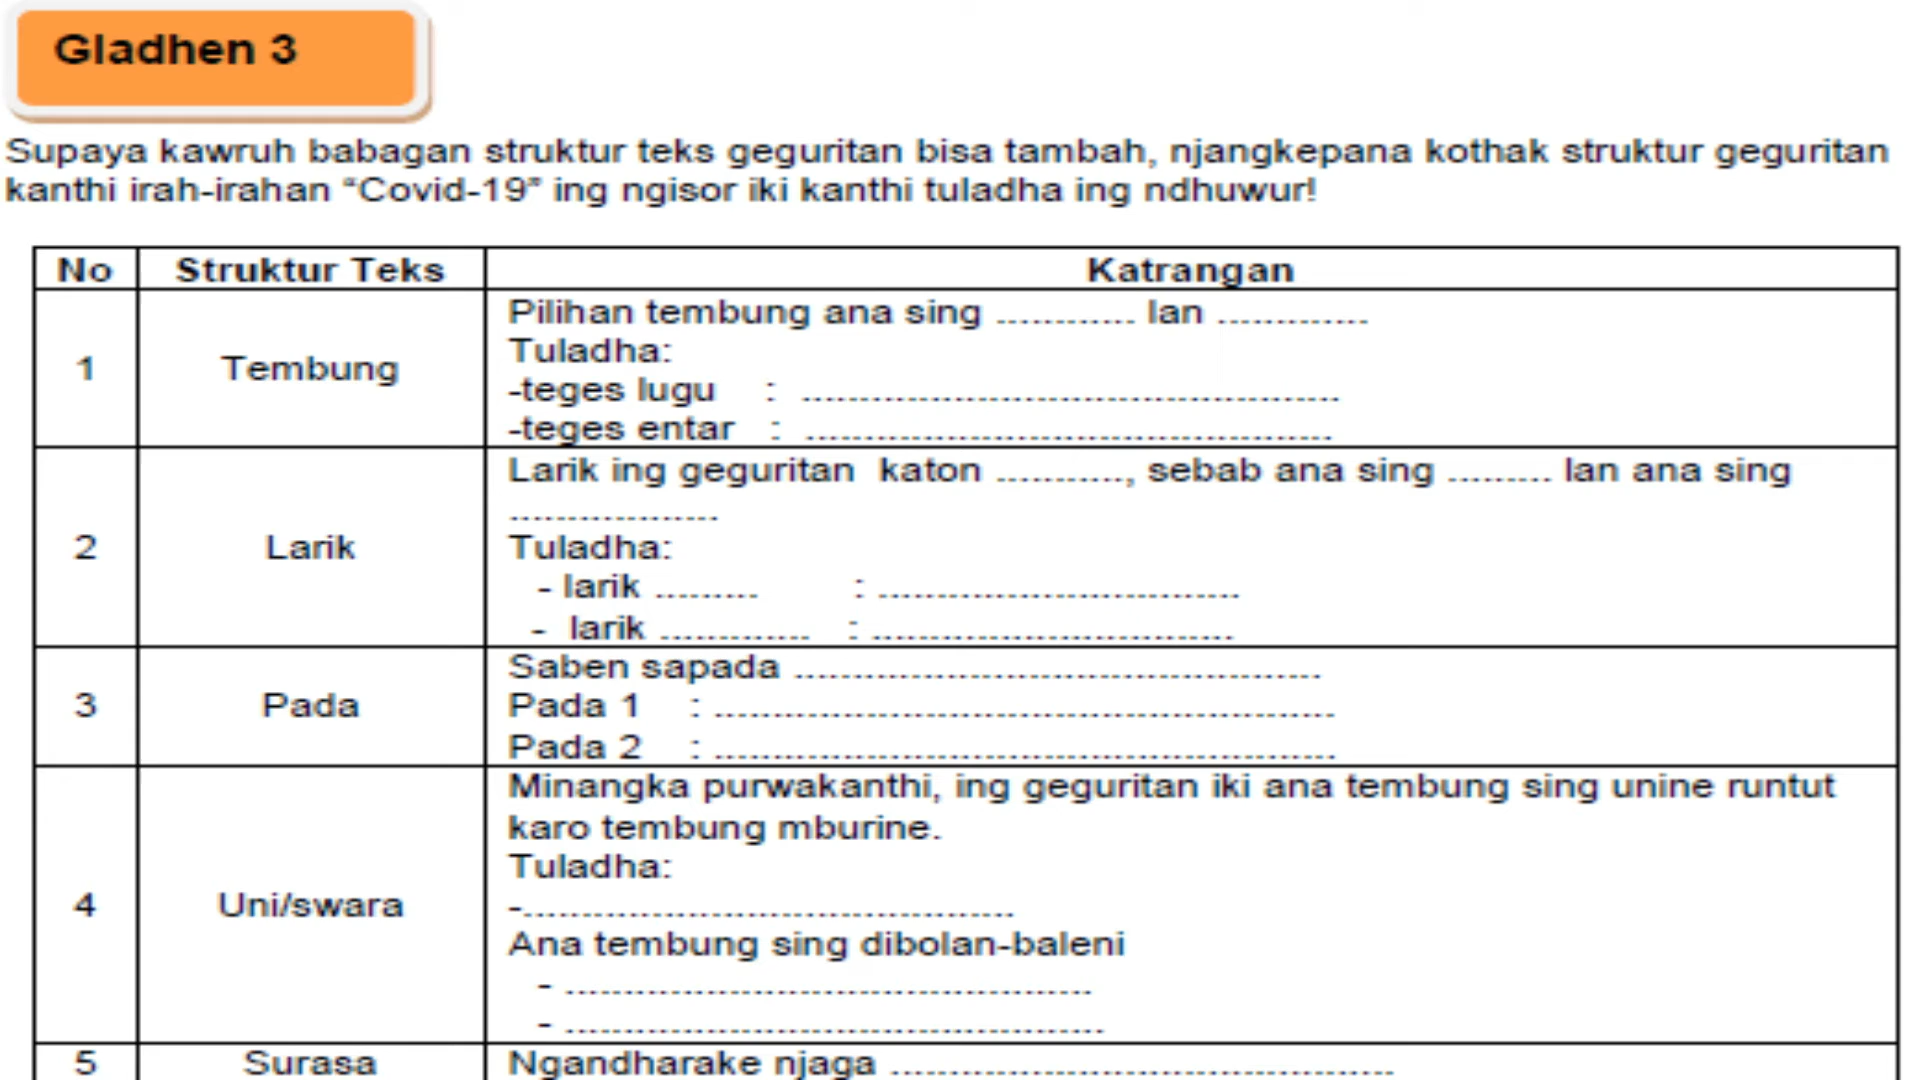 Gladhen 3
Supaya kawruh babagan struktur teks geguritan bisa tambah, njangkepana kothak struktur geguritan
kanthi irah-irahan “Covid-19” ing ngisor iki kanthi tuladha ing ndhuwur!
No Struktur Teks Katrangan
1 Tembung
Pilihan tembung ana sing ............ lan .............
Tuladha:
-teges lugu : ..............................................
-teges entar : .............................................
2 Larik
Larik ing geguritan katon ..........., sebab ana sing ......... lan ana sing
..................
Tuladha:
- larik ......... : ...............................
- larik ............. : ...............................
3 Pada
Saben sapada .............................................
Pada 1 : .....................................................
Pada 2 : .....................................................
4 Uni/swara
Minangka purwakanthi, ing geguritan iki ana tembung sing unine runtut
karo tembung mburine.
Tuladha:
-..........................................
Ana tembung sing dibolan-baleni
- .............................................
- ..............................................
5 Surasa
Ngandharake njaga ...........................................